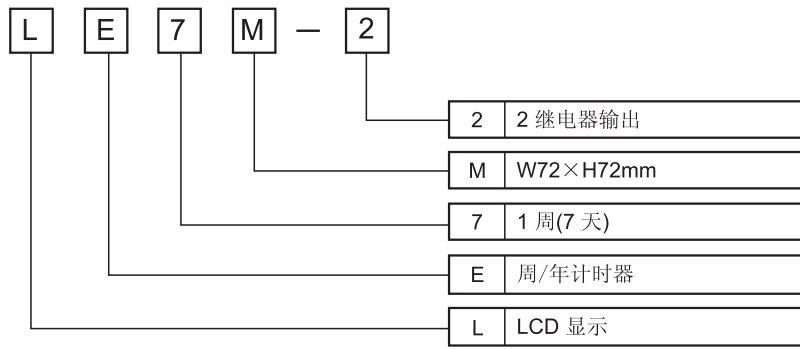 L E 7 M - 2
2 2 继电器输出
M W72×H72mm
7 1 周(7 天)
E 周/年计时器
L LCD 显示